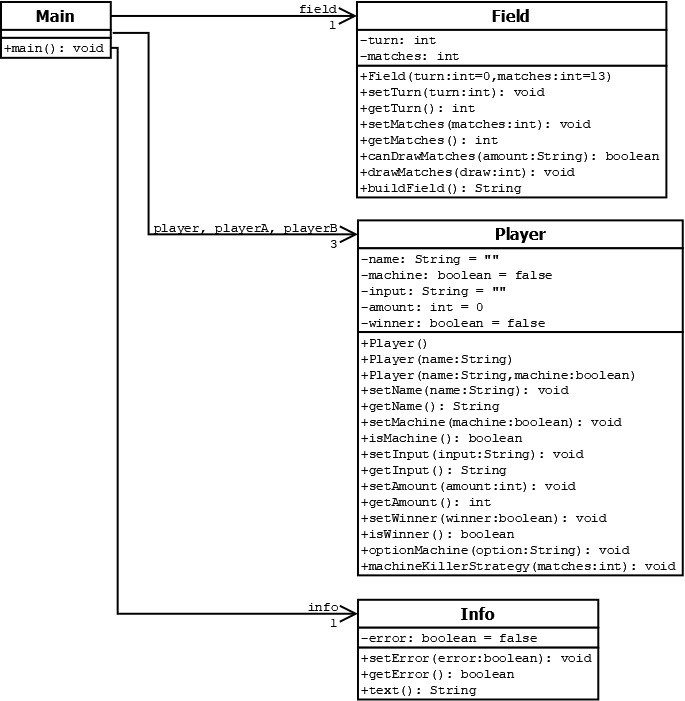 Main
+main(): void
field
1
Field
-turn: int
-matches: int
+Field(turn:int=0,matches:int=13)
+setTurn(turn:int): void
+getTurn(): int
+setMatches(matches:int): void
+getMatches(): int
+canDrawMatches(amount:String): boolean
+drawMatches(draw:int): void
+buildField(): String
player, playerA, playerB
3
Player
-name: String = ""
-machine: boolean = false
-input: String = ""
-amount: int = 0
-winner: boolean = false
+Player()
+Player(name:String)
+Player(name:String,machine:boolean)
+setName(name:String): void
+getName(): String
+setMachine(machine:boolean): void
+isMachine(): boolean
+setInput(input:String): void
+getInput(): String
+setAmount(amount:int): void
+getAmount(): int
+setWinner(winner:boolean): void
+isWinner(): boolean
+optionMachine(option:String): void
+machineKillerStrategy(matches:int): void
info
1
Info
-error: boolean = false
+setError(error:boolean): void
+getError(): boolean
+text(): String